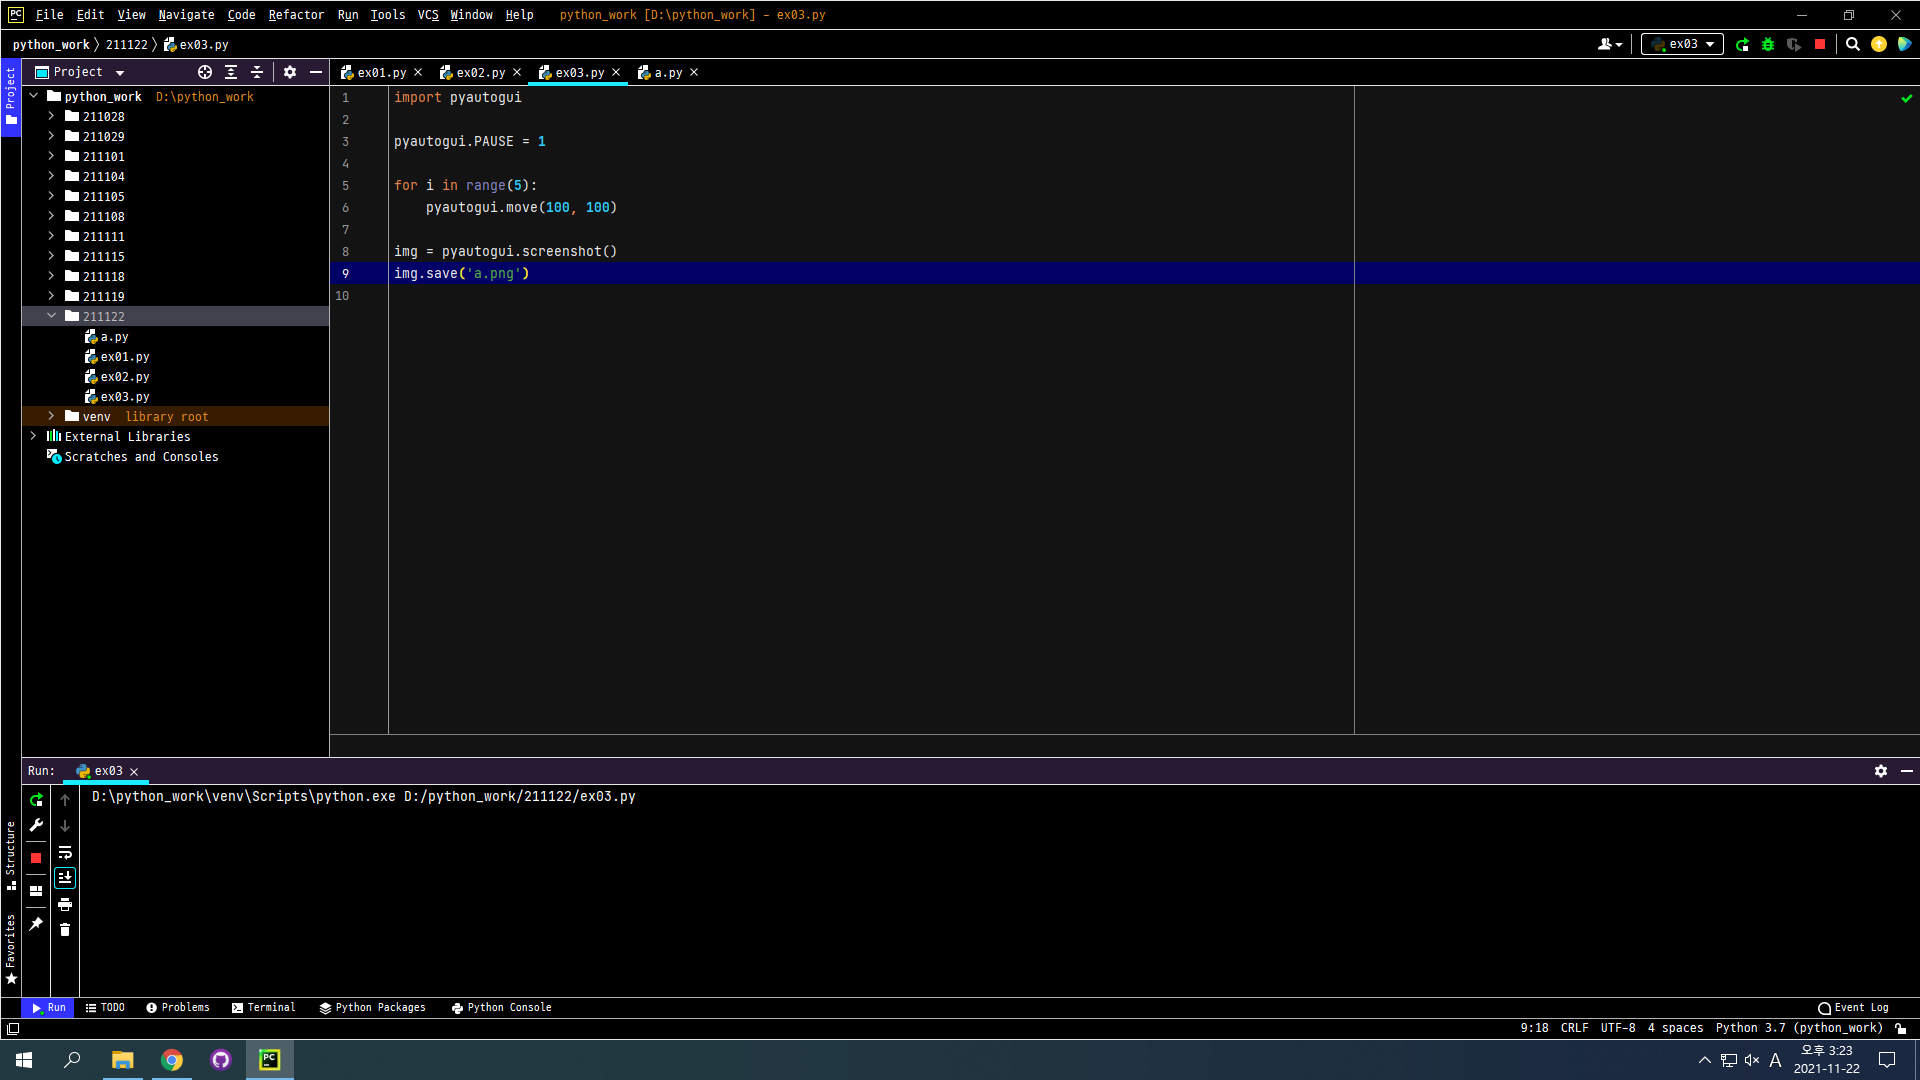 PC File Edit View Navigate Code Refactor Run Tools VCS Window Help python_work [D:\python_work] - ex03.py
python_work 211122 ex03.py ex03
Project
Project
ex01.py ex02.py ex03.py a.py
python_work D:\python_work
211028
211029
211101
211104
211105
211108
211111
211115
211118
211119
211122
a.py
ex01.py
ex02.py
ex03.py
venv library root
External Libraries
Scratches and Consoles
1 import pyautogui
2
3 pyautogui.PAUSE = 1
4
5 for i in range(5):
6 pyautogui.move(100, 100)
7
8 img = pyautogui.screenshot()
9 img.save('a.png')
10
Run: ex03
D:\python_work\venv\Scripts\python.exe D:/python_work/211122/ex03.py
Structure
Favorites
Run TODO Problems Terminal Python Packages Python Console Event Log
9:18 CRLF UTF-8 4 spaces Python 3.7 (python_work)
PC
A
오후 3:23
2021-11-22